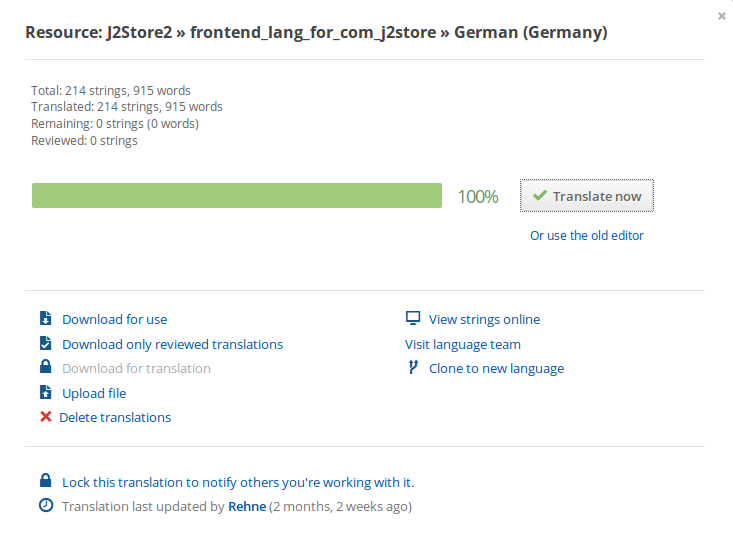 Resource: J2Store2 » frontend_lang_for_com_j2store » German (Germany)
Total: 214 strings, 915 words
Translated: 214 strings, 915 words
Remaining: 0 strings (0 words)
Reviewed: 0 strings
100%
Translate now
Or use the old editor
Download for use
Download only reviewed translations
Download for translation
Upload file
Delete translations
View strings online
Visit language team
Clone to new language
Lock this translation to notify others you're working with it.
Translation last updated by Rehne (2 months, 2 weeks ago)